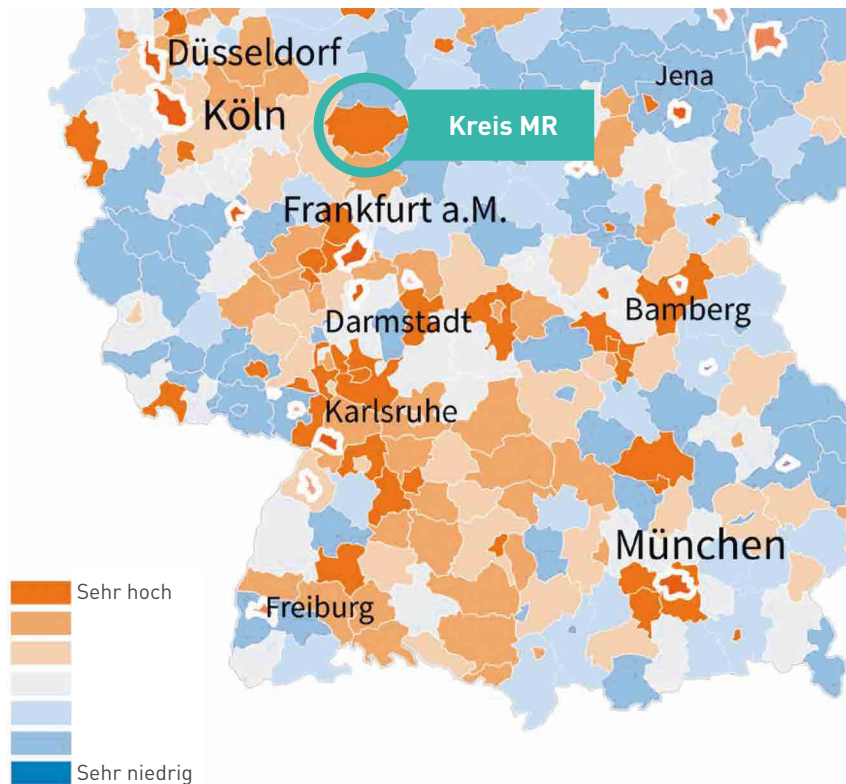 Düsseldorf
Jena
Köln
Kreis MR
Frankfurt a.M.
Darmstadt
Bamberg
Karlsruhe
München
Sehr hoch
Freiburg
Sehr niedrig